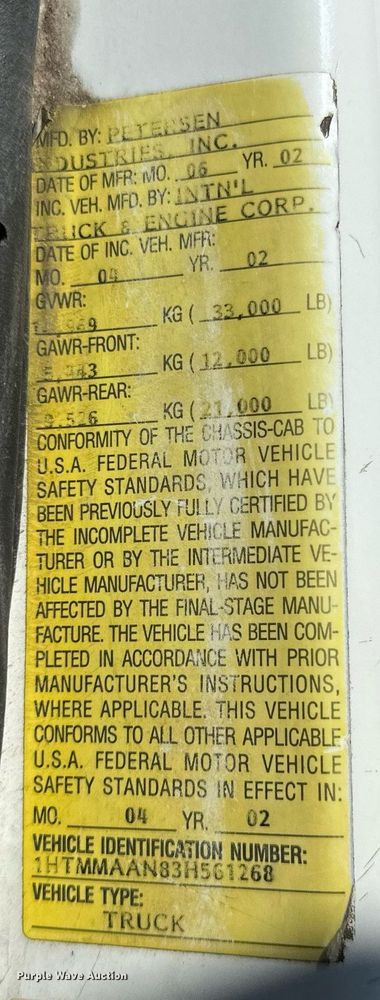 MFD. BY: PETERSEN
INDUSTRIES, INC.
DATE OF MFR: MO. 06 YR. 02
INC. VEH. MFD. BY: INTN'L
TRUCK & ENGINE CORP.
DATE OF INC. VEH. MFR:
MO. 04 YR. 02
GVWR:
KG ( 33,000 LB)
GAWR-FRONT:
KG ( 12,000 LB)
GAWR-REAR:
9,526 KG ( 21,000 LB)
CONFORMITY OF THE CHASSIS-CAB TO
U.S.A. FEDERAL MOTOR VEHICLE
SAFETY STANDARDS, WHICH HAVE
BEEN PREVIOUSLY FULLY CERTIFIED BY
THE INCOMPLETE VEHICLE MANUFAC-
TURER OR BY THE INTERMEDIATE VE-
HICLE MANUFACTURER, HAS NOT BEEN
AFFECTED BY THE FINAL-STAGE MANU-
FACTURE. THE VEHICLE HAS BEEN COM-
PLETED IN ACCORDANCE WITH PRIOR
MANUFACTURER'S INSTRUCTIONS,
WHERE APPLICABLE. THIS VEHICLE
CONFORMS TO ALL OTHER APPLICABLE
U.S.A. FEDERAL MOTOR VEHICLE
SAFETY STANDARDS IN EFFECT IN:
MO. 04 YR. 02
VEHICLE IDENTIFICATION NUMBER:
1HTMMAAN83H561268
VEHICLE TYPE:
TRUCK
Purple Wave Auction